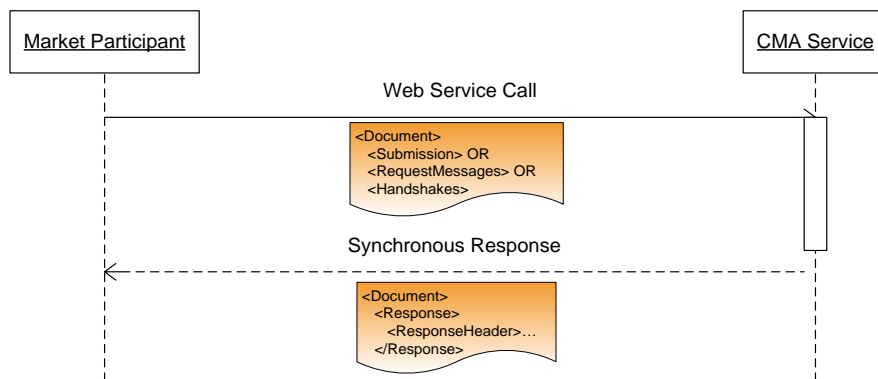 Market Participant
CMA Service
Web Service Call
<Document>
<Submission> OR
<RequestMessages> OR
<Handshakes>
Synchronous Response
<Document>
<Response>
<ResponseHeader>…
</Response>